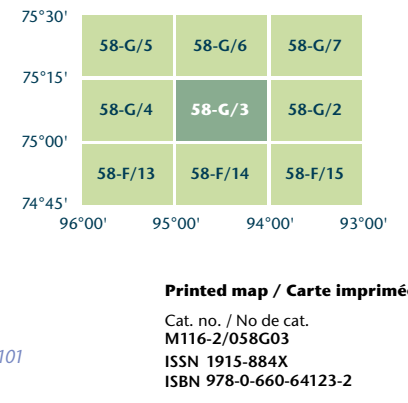 75°30'
58-G/5 58-G/6 58-G/7
75°15'
58-G/4 58-G/3 58-G/2
75°00'
58-F/13 58-F/14 58-F/15
74°45'
96°00' 95°00' 94°00' 93°00'
Printed map / Carte imprimé
Cat. no. / No de cat.
M116-2/058G03
ISSN 1915-884X
ISBN 978-0-660-64123-2
101